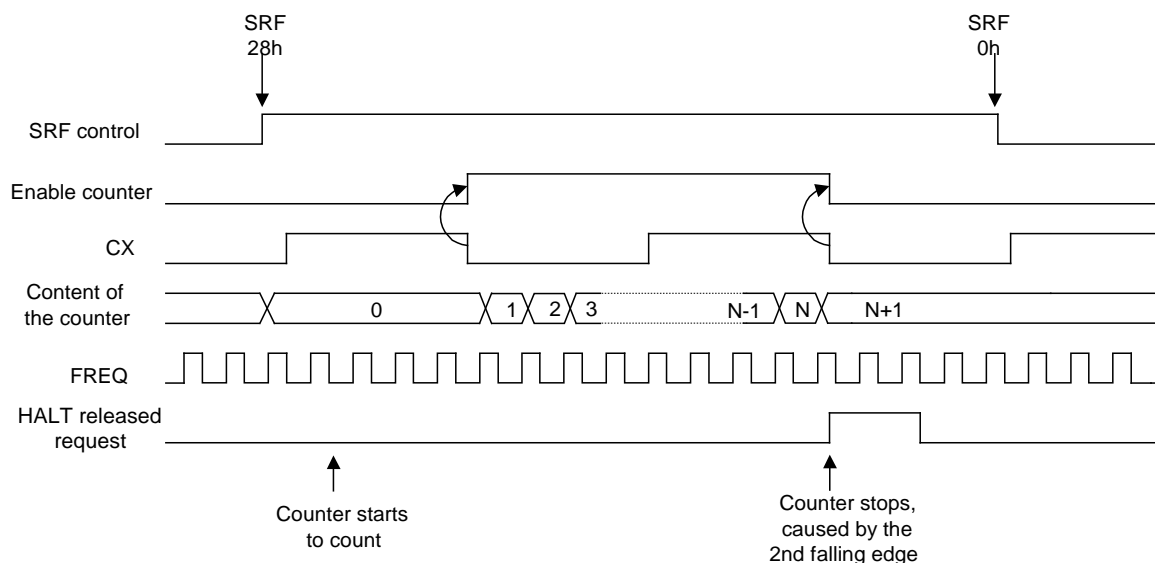 SRF
28h
SRF
0h
SRF control
Enable counter
CX
Content of
the counter
0
1
2
3
N-1
N
N+1
FREQ
HALT released
request
Counter starts
to count
Counter stops,
caused by the
2nd falling edge